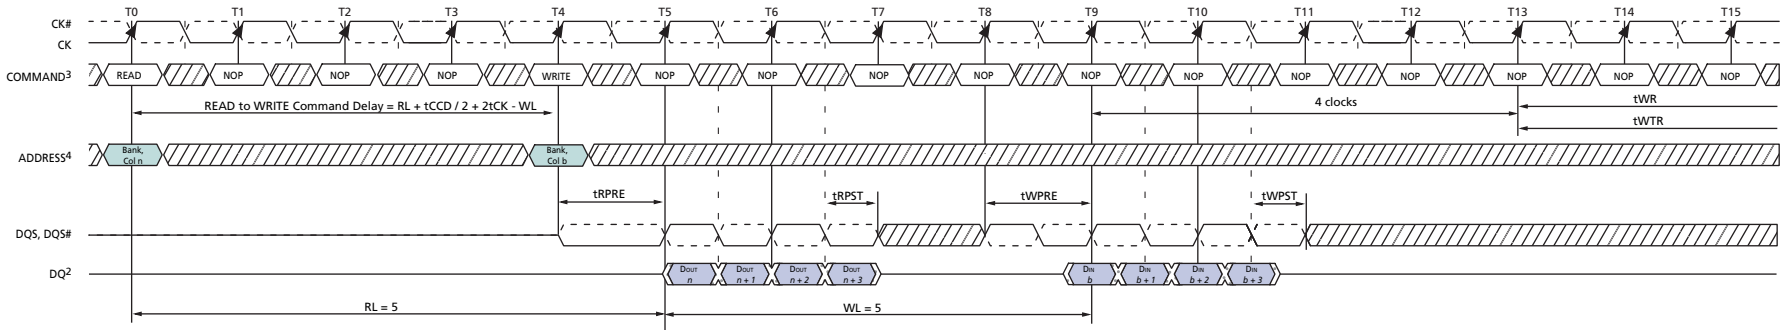 T0 T1 T2 T3 T4 T5 T6 T7 T8 T9 T10 T11 T12 T13 T14 T15
CK#
CK
COMMAND3 READ NOP NOP NOP WRITE NOP NOP NOP NOP NOP NOP NOP NOP NOP NOP NOP
READ to WRITE Command Delay = RL + tCCD / 2 + 2tCK - WL 4 clocks tWR
tWTR
ADDRESS4 Bank, Col n Bank, Col b
tRPRE tRPST tWPRE tWPST
DQS, DQS#
DQ2 DOUT n DOUT n + 1 DOUT n + 2 DOUT n + 3 DIN b DIN b + 1 DIN b + 2 DIN b + 3
RL = 5 WL = 5